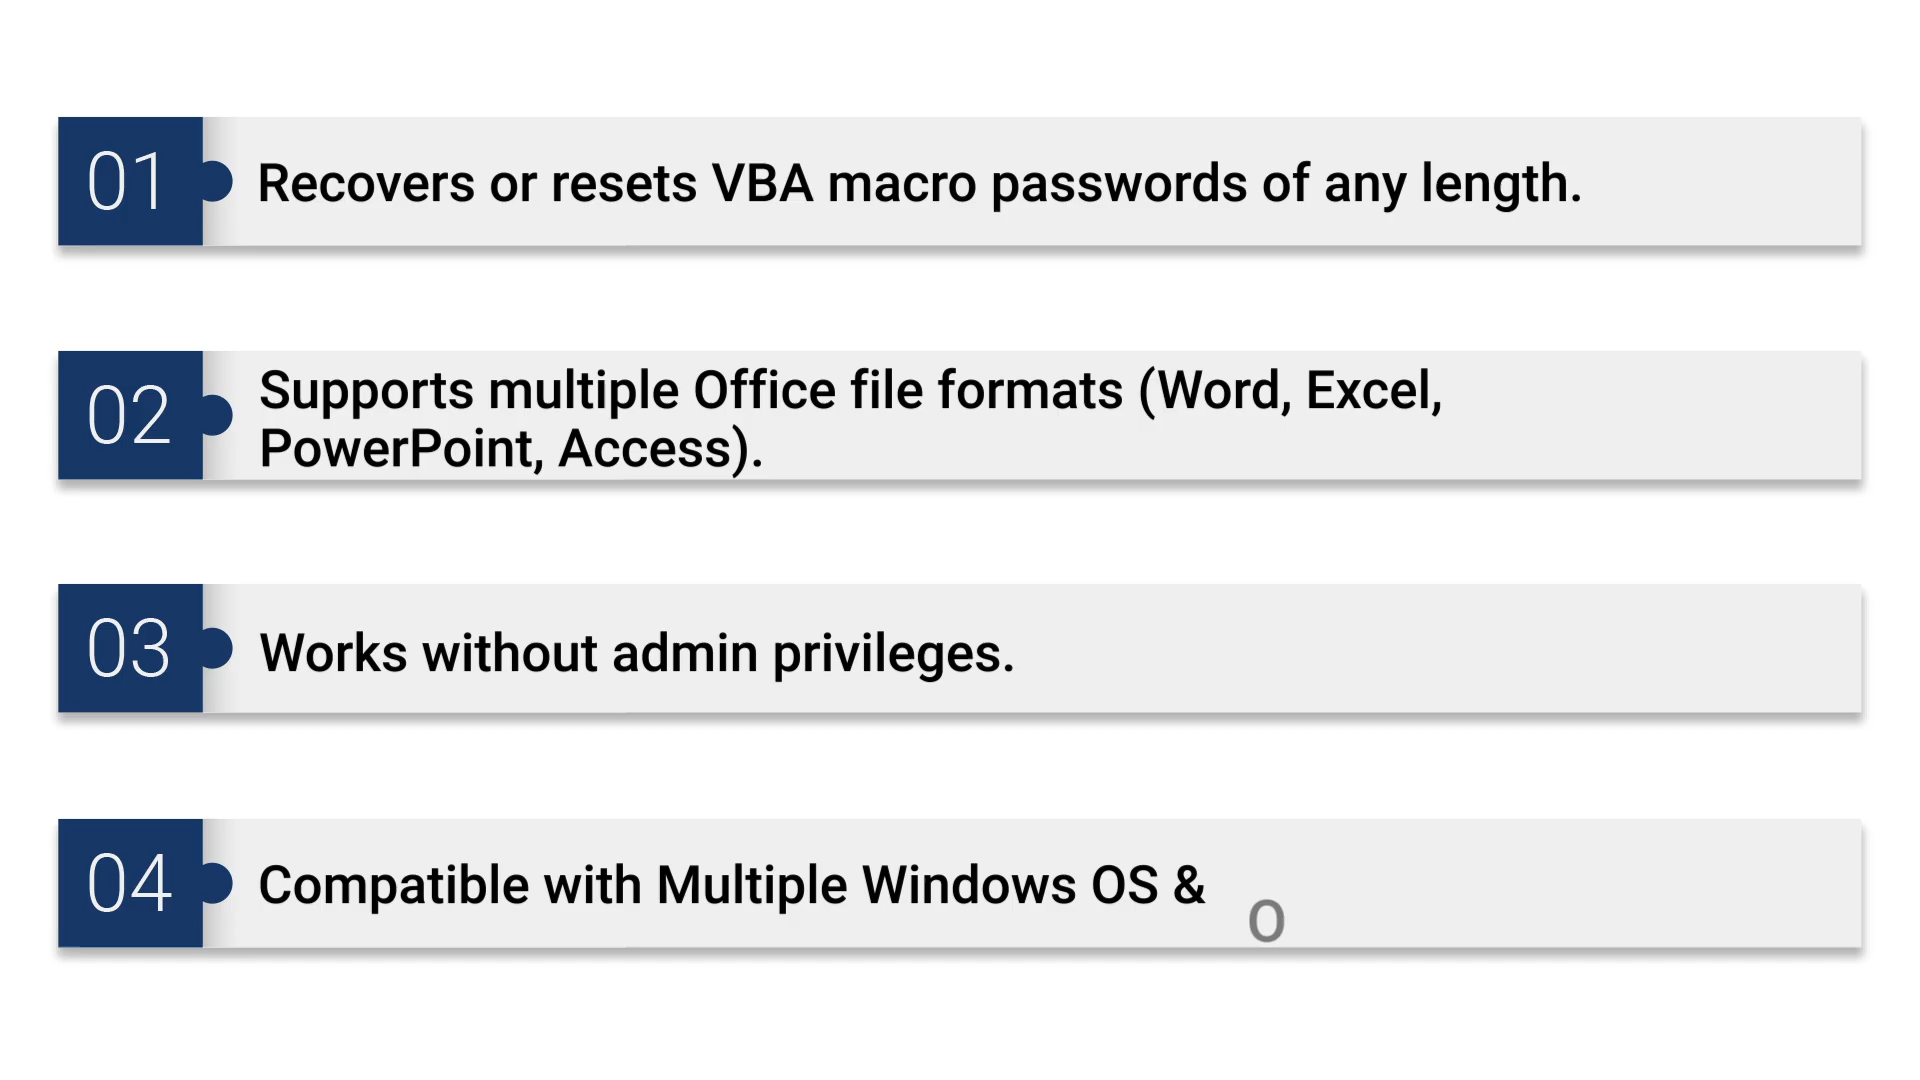 01 Recovers or resets VBA macro passwords of any length.
02 Supports multiple Office file formats (Word, Excel,
PowerPoint, Access).
03 Works without admin privileges.
04 Compatible with Multiple Windows OS & O